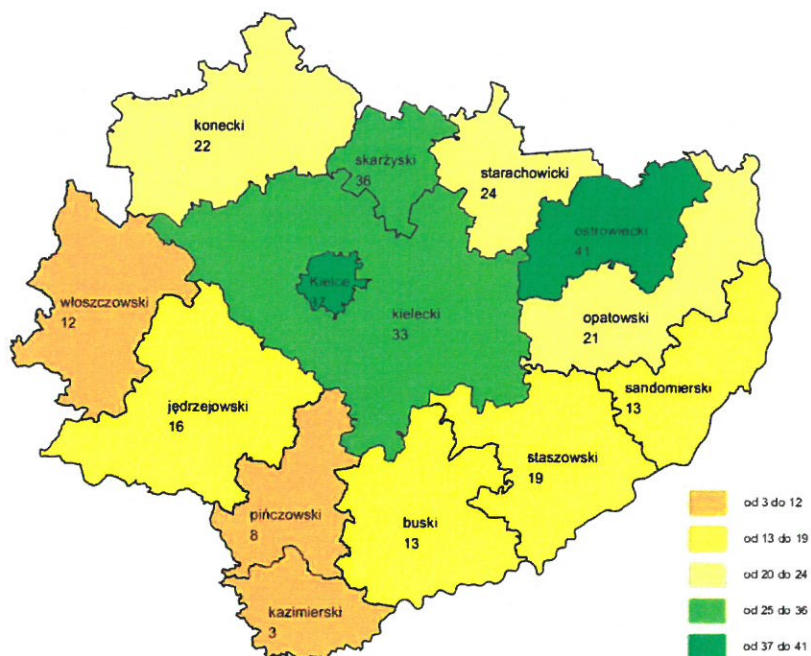 konecki
22
skarżyski
36
starachowicki
24
ostrowiecki
41
Kielce
37
włoszczowski
12
kielecki
33
opatowski
21
sandomierski
13
jędrzejowski
16
staszowski
19
pińczowski
8
buski
13
kazimierski
3
od 3 do 12
od 13 do 19
od 20 do 24
od 25 do 36
od 37 do 41